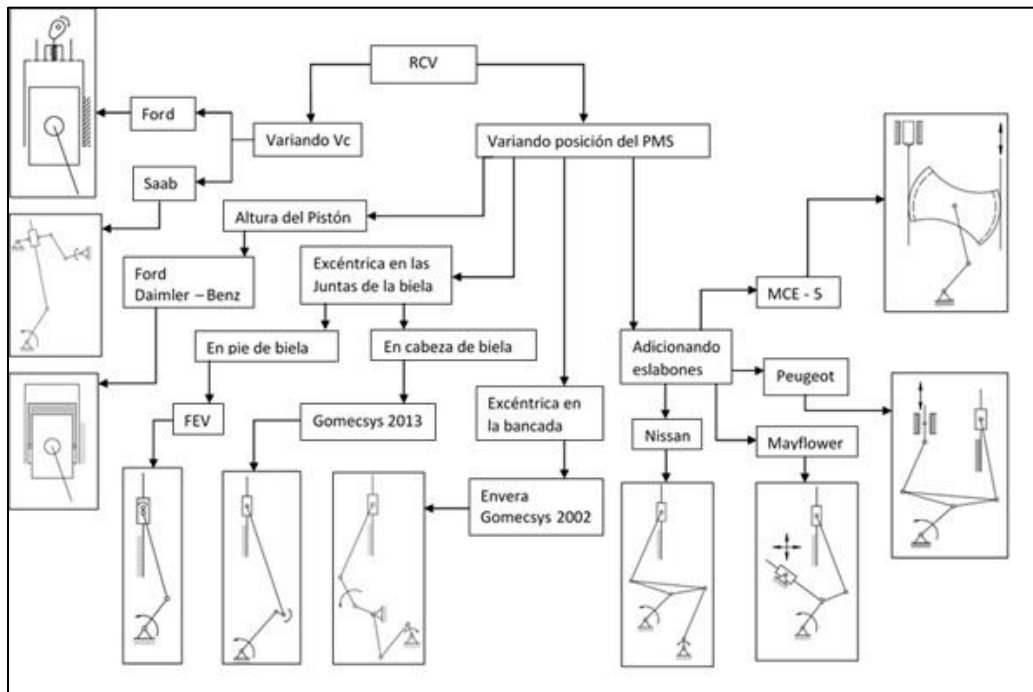 RCV
Ford
Variando Vc
Variando posición del PMS
Saab
Altura del Pistón
Ford
Daimler – Benz
Excéntrica en las
Juntas de la biela
MCE - 5
En pie de biela
En cabeza de biela
Adicionando
eslabones
Peugeot
FEV
Gomecsys 2013
Excéntrica en
la bancada
Nissan
Mayflower
Envera
Gomecsys 2002